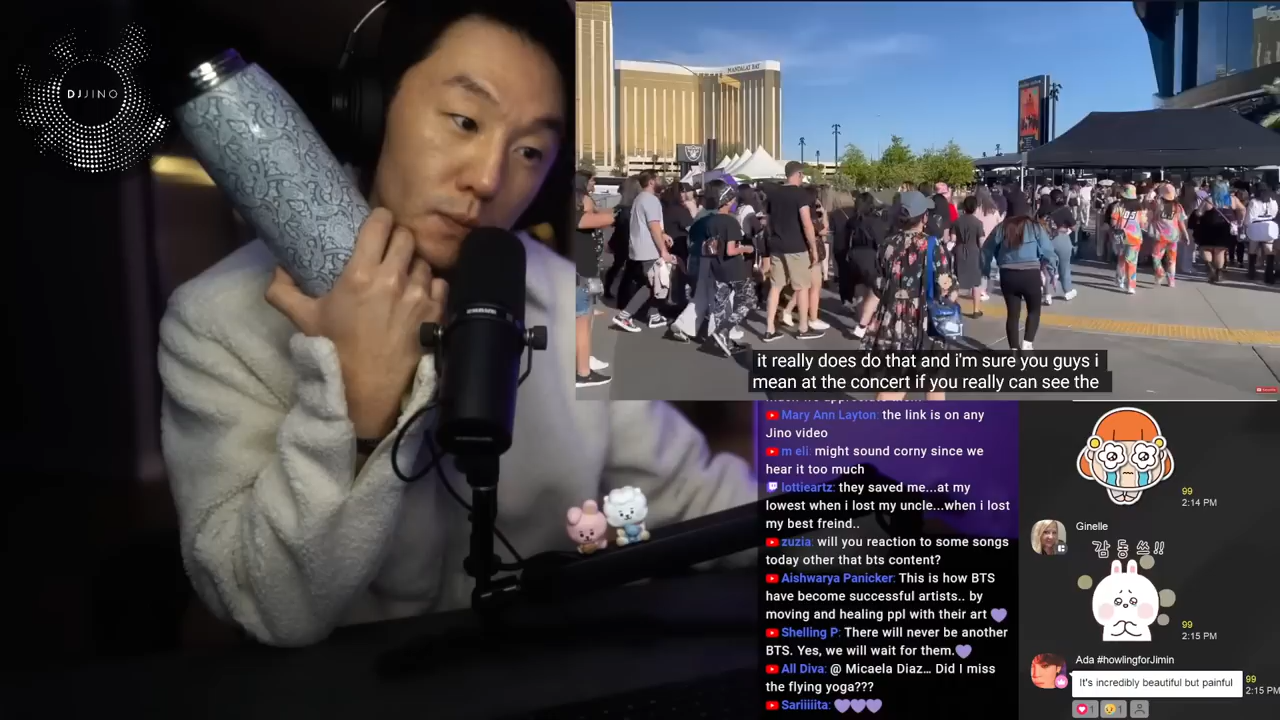 DJJINO
MANDALAY BAY
it really does do that and i'm sure you guys i
mean at the concert if you really can see the
Mary Ann Layton: the link is on any
Jino video
m eli: might sound corny since we
hear it too much
lottieartz: they saved me...at my
lowest when i lost my uncle...when i lost
my best freind..
zuzia: will you reaction to some songs
today other that bts content?
Aishwarya Panicker: This is how BTS
have become successful artists.. by
moving and healing ppl with their art 💜
Shelling P: There will never be another
BTS. Yes, we will wait for them.💜
All Diva: @ Micaela Diaz... Did I miss
the flying yoga???
Sariiiiita: 💜💜💜
99
2:14 PM
Ginelle
감동쓰!!
99
2:15 PM
Ada #howlingforJimin
It's incredibly beautiful but painful
99
2:15 PM
1
1